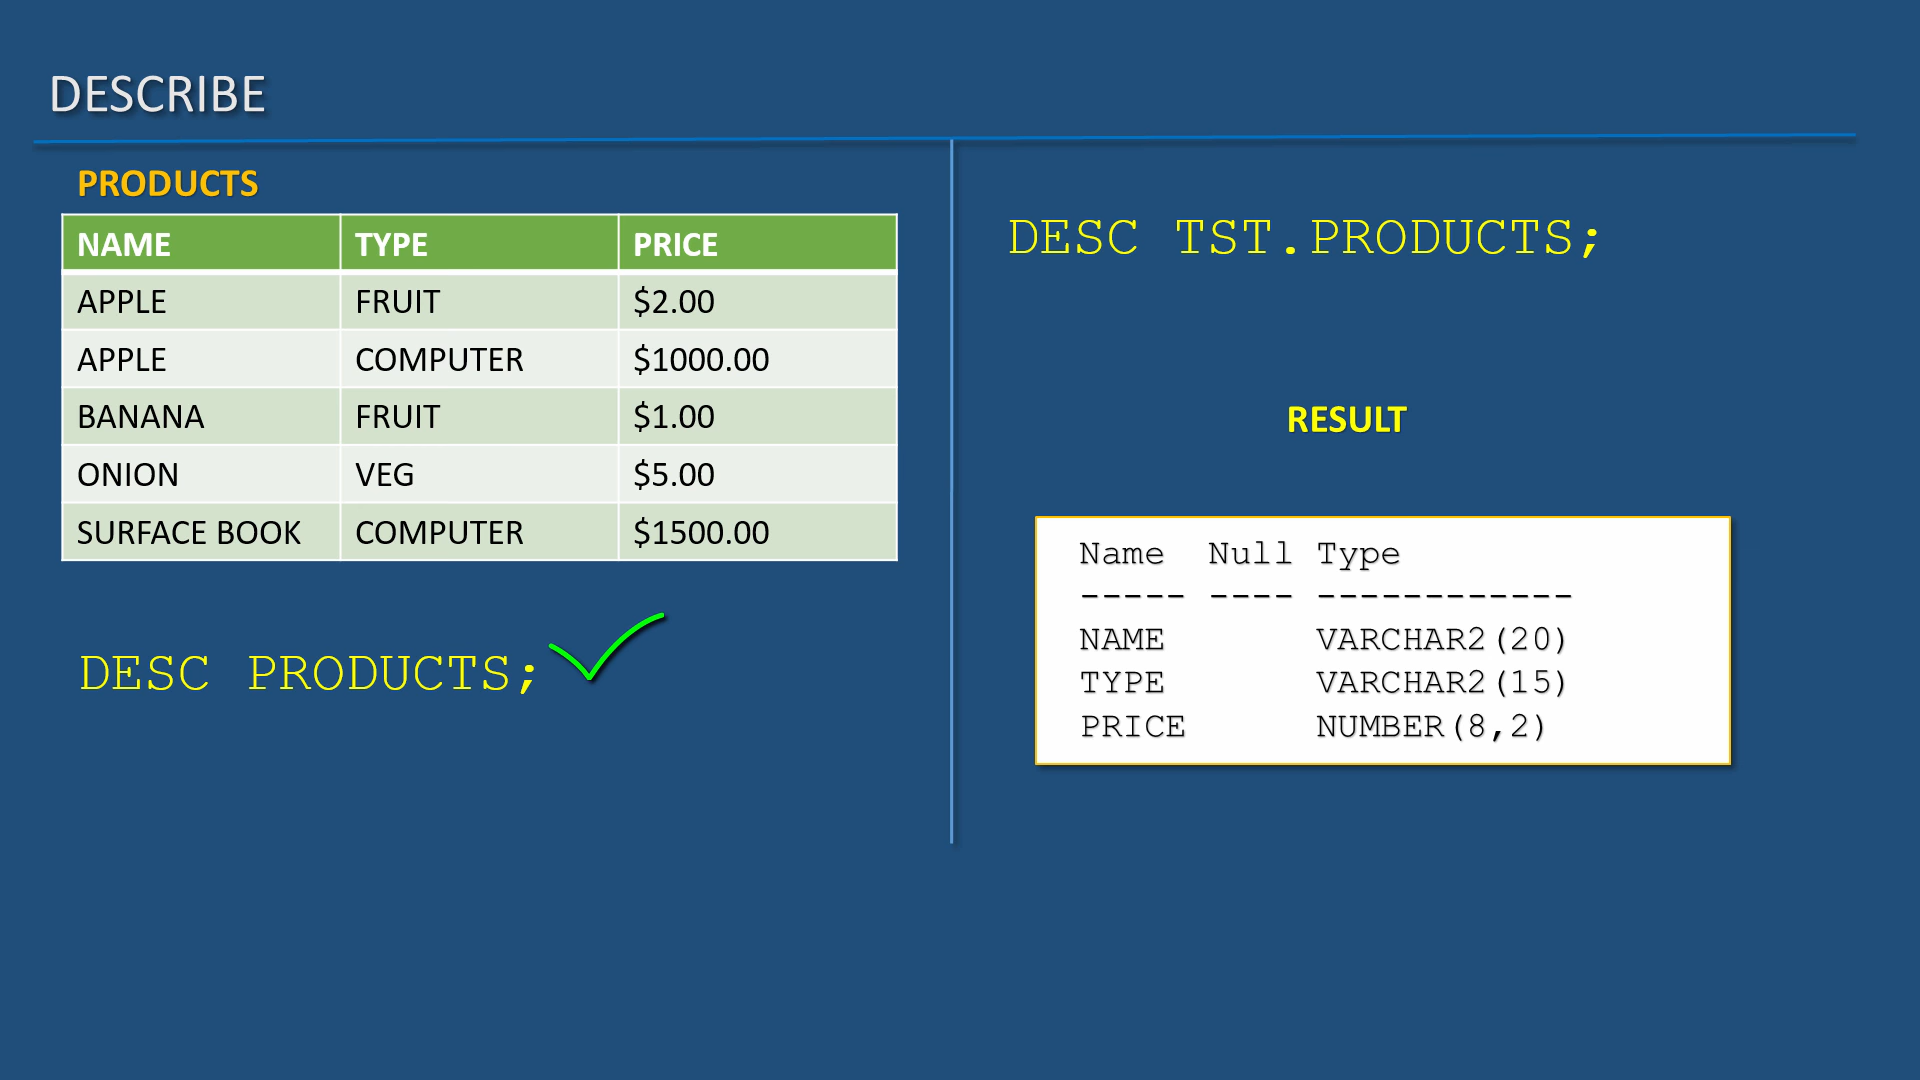 DESCRIBE
PRODUCTS
NAME TYPE PRICE
APPLE FRUIT $2.00
APPLE COMPUTER $1000.00
BANANA FRUIT $1.00
ONION VEG $5.00
SURFACE BOOK COMPUTER $1500.00
DESC PRODUCTS;
DESC TST.PRODUCTS;
RESULT
Name Null Type
----- ---- ------------
NAME VARCHAR2(20)
TYPE VARCHAR2(15)
PRICE NUMBER(8,2)